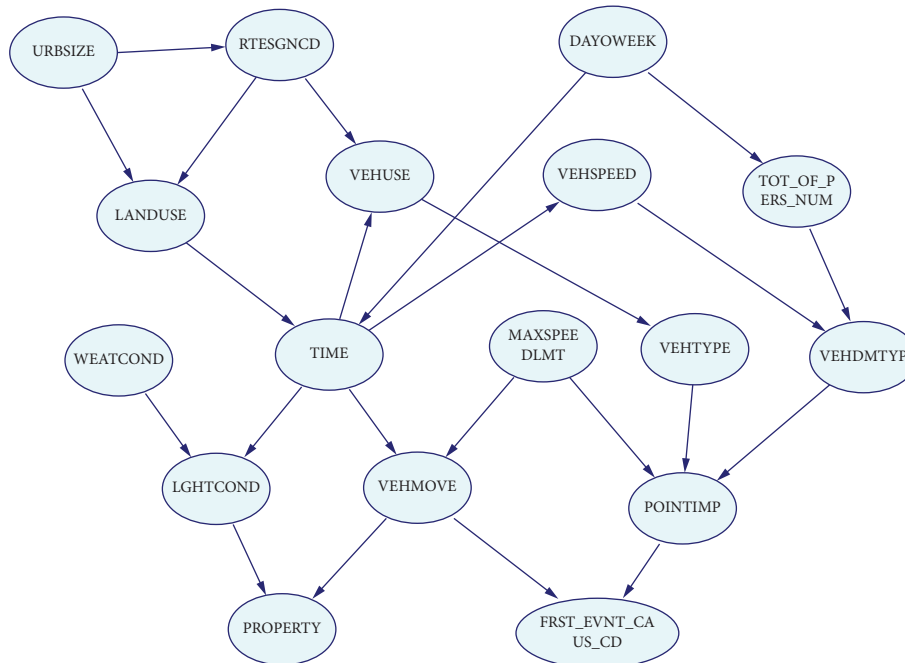 URBSIZE
RTESGNCD
DAYOWEEK
VEHUSE
VEHSPEED
TOT_OF_P
ERS_NUM
LANDUSE
WEATCOND
TIME
MAXSPEE
DLMT
VEHTYPE
VEHDMTYP
LGHTCOND
VEHMOVE
POINTIMP
PROPERTY
FRST_EVNT_CA
US_CD